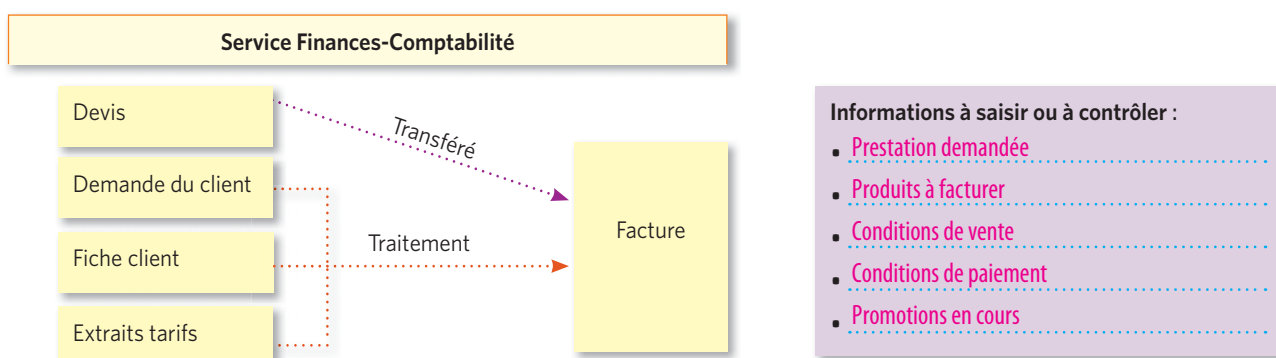 Service Finances-Comptabilité
Devis
Transféré
Demande du client
Fiche client
Traitement
Extraits tarifs
Facture
Informations à saisir ou à contrôler :
▪ Prestation demandée
▪ Produits à facturer
▪ Conditions de vente
▪ Conditions de paiement
▪ Promotions en cours